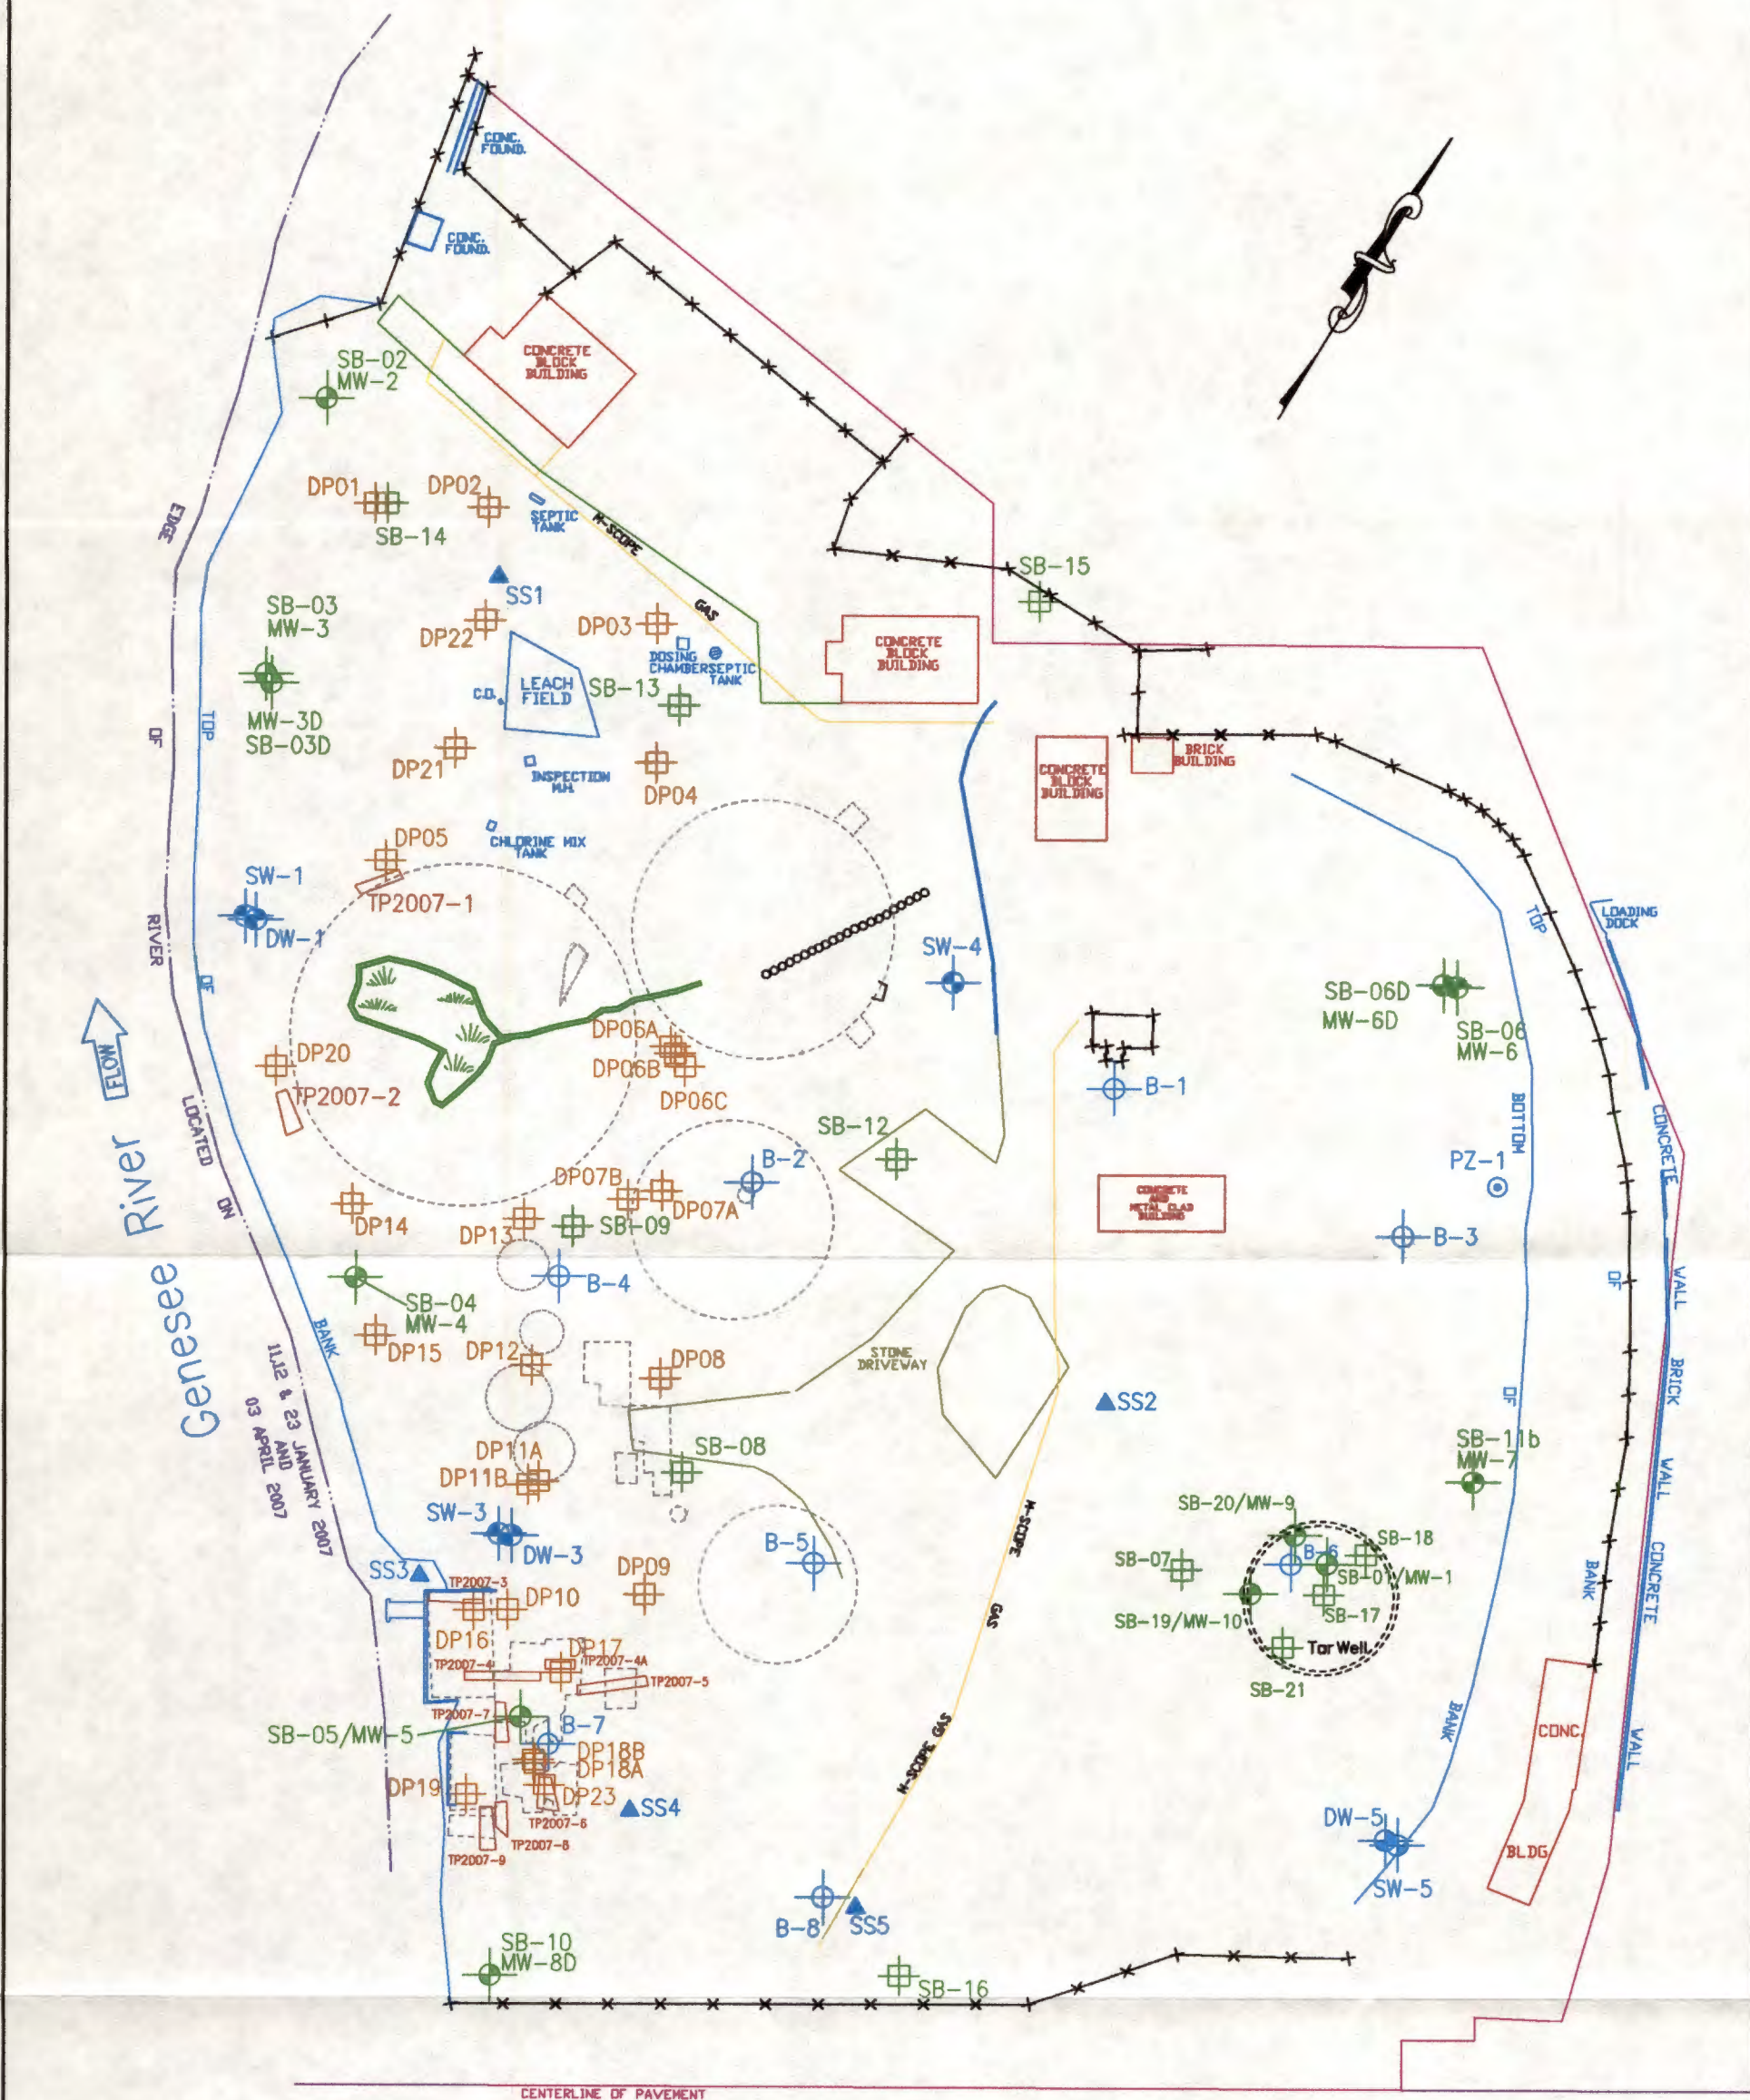 CONC.
FOUND.
CONC.
FOUND.
CONCRETE
BLOCK
BUILDING
SB-02
MW-2
DP01
DP02
SB-14
SEPTIC
TANK
M-SCOPE
GAS
EDGE
OF
RIVER
LOCATED
ON
11,12 & 23 JANUARY 2007
AND
03 APRIL 2007
SS1
SB-15
SB-03
MW-3
DP22
DP03
CONCRETE
BLOCK
BUILDING
DOSING
CHAMBER
SEPTIC
TANK
C.O.
LEACH
FIELD
SB-13
MW-3D
SB-03D
TOP
OF
BANK
DP21
INSPECTION
M.H.
DP04
CONCRETE
BLOCK
BUILDING
BRICK
BUILDING
DP05
CHLORINE MIX
TANK
SW-1
TP2007-1
DW-1
SW-4
TOP
OF
BANK
LOADING
DOCK
SB-06D
MW-6D
SB-06
MW-6
FLOW
Genesee River
DP20
TP2007-2
DP06A
DP06B
DP06C
B-1
SB-12
BOTTOM
OF
BANK
CONCRETE
WALL
BRICK
WALL
CONCRETE
WALL
PZ-1
B-2
DP07B
DP07A
CONCRETE
AND
METAL CLAD
BUILDING
DP14
DP13
SB-09
B-3
B-4
SB-04
MW-4
DP15
DP12
DP08
STONE
DRIVEWAY
SS2
DP11A
DP11B
SB-08
SB-11b
MW-7
SW-3
DW-3
B-5
M-SCOPE
GAS
SB-20/MW-9
SB-18
SB-07
B-6
SB-01/MW-1
SB-17
SB-19/MW-10
Tar Well
SB-21
SS3
TP2007-3
DP09
DP10
DP16
DP17
TP2007-4
TP2007-4A
TP2007-5
TP2007-7
SB-05/MW-5
B-7
DP18B
DP18A
DP19
DP23
SS4
TP2007-6
TP2007-8
TP2007-9
M-SCOPE GAS
CONC.
BLDG
DW-5
SW-5
B-8
SS5
SB-10
MW-8D
SB-16
CENTERLINE OF PAVEMENT